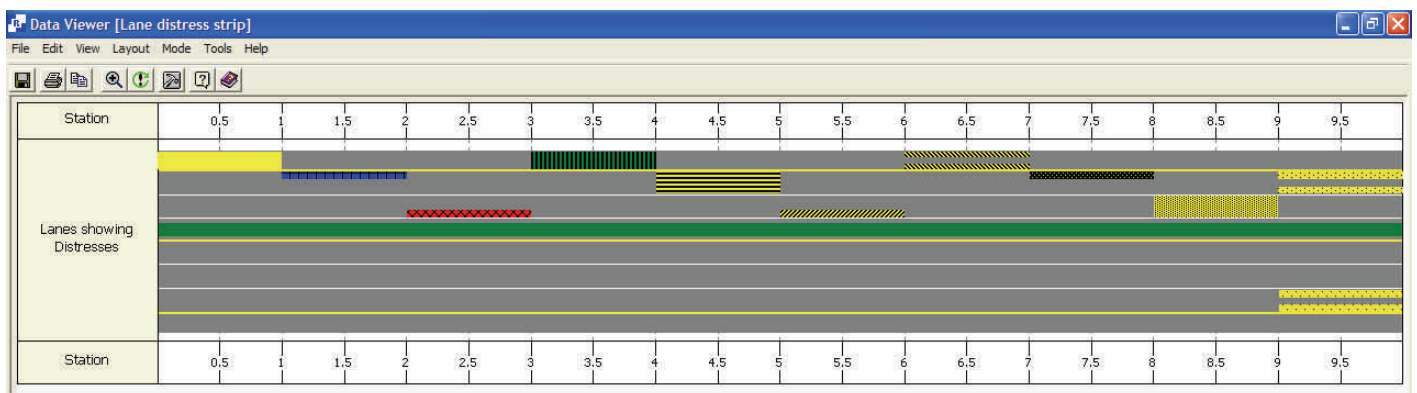 Data Viewer [Lane distress strip]
File Edit View Layout Mode Tools Help
Station 0.5 1 1.5 2 2.5 3 3.5 4 4.5 5 5.5 6 6.5 7 7.5 8 8.5 9 9.5
Lanes showing
Distresses
Station 0.5 1 1.5 2 2.5 3 3.5 4 4.5 5 5.5 6 6.5 7 7.5 8 8.5 9 9.5